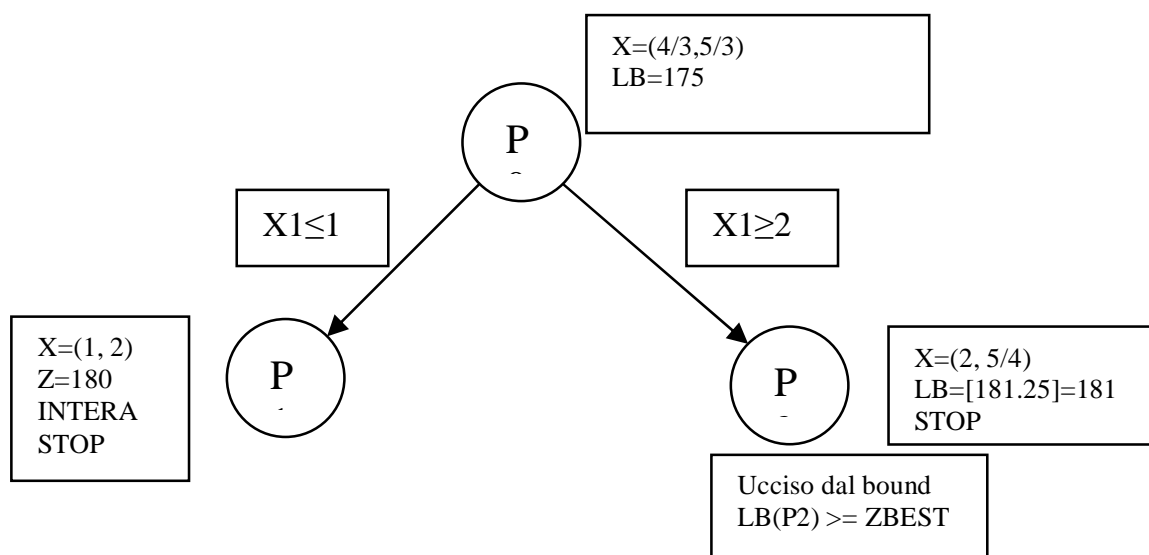 X=(4/3,5/3)
LB=175
P
X1≤1
X1≥2
X=(1, 2)
Z=180
INTERA
STOP
P
P
X=(2, 5/4)
LB=[181.25]=181
STOP
Ucciso dal bound
LB(P2) >= ZBEST